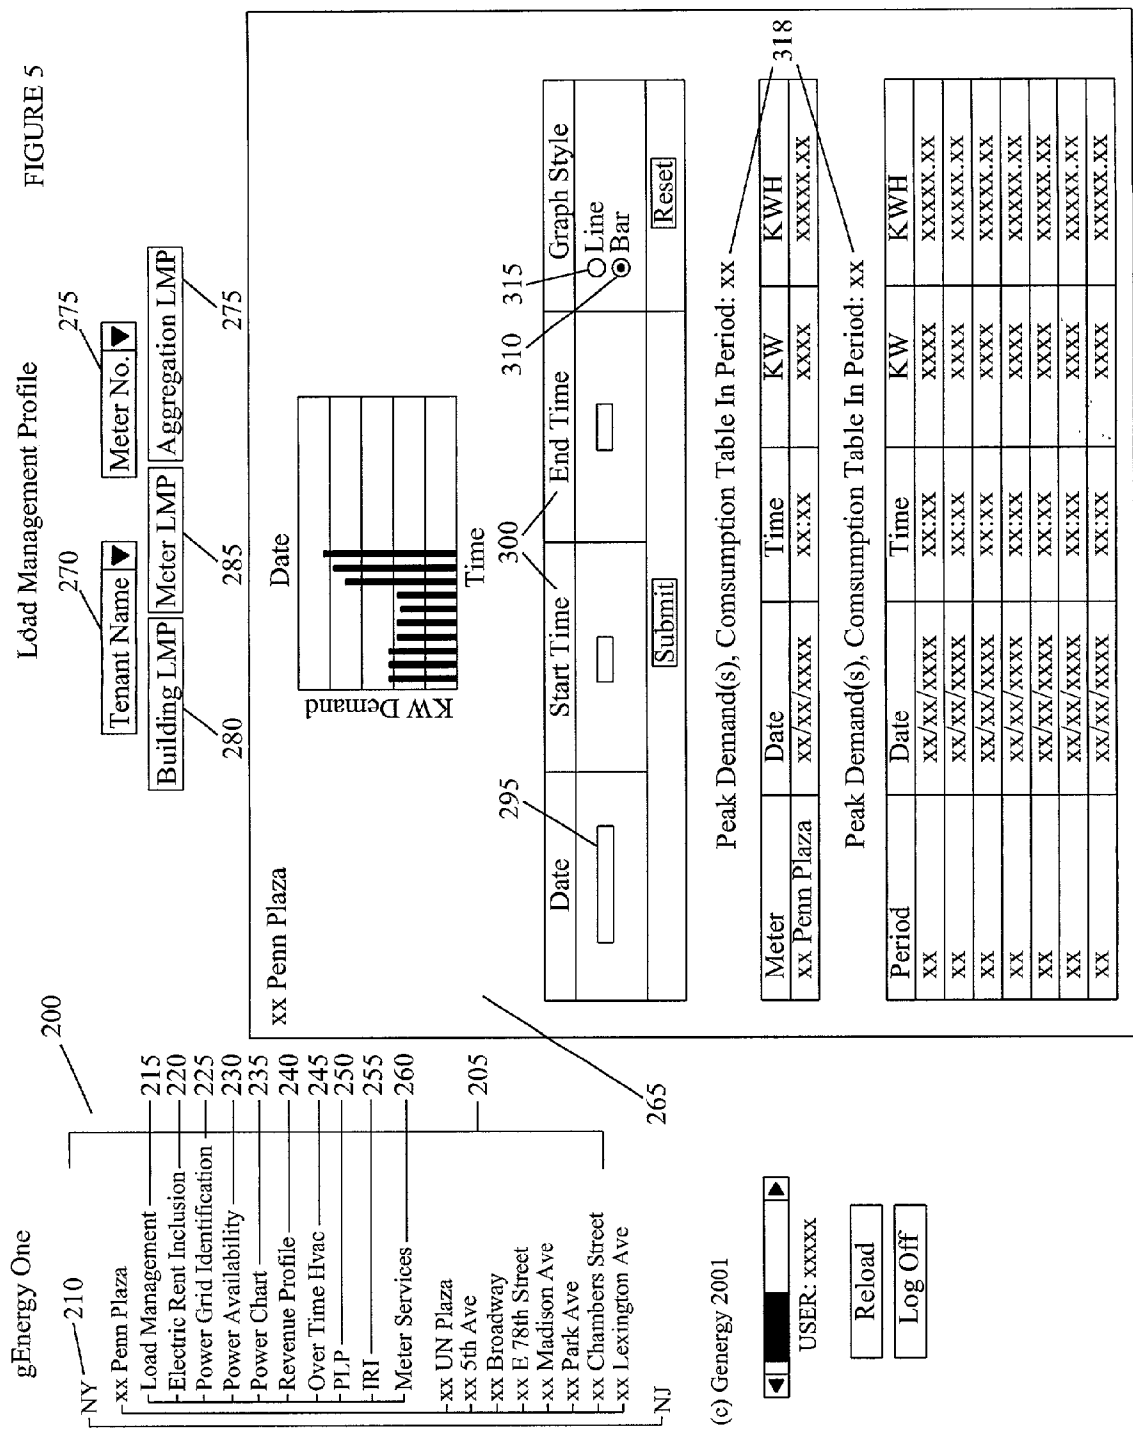 FIGURE 5
gEnergy One
Load Management Profile
210
200
270
275
NY
xx Penn Plaza
Load Management 215
Electric Rent Inclusion 220
Power Grid Identification 225
Power Availability 230
Power Chart 235
Revenue Profile 240
Over Time Hvac 245
PLP 250
IRI 255
Meter Services 260
205
xx UN Plaza
xx 5th Ave
xx Broadway
xx E 78th Street
xx Madison Ave
xx Park Ave
xx Chambers Street
xx Lexington Ave
NJ
265
(c) Genergy 2001
USER: xxxxx
Reload
Log Off
Tenant Name Meter No.
Building LMP Meter LMP Aggregation LMP
280 285 275
xx Penn Plaza
Date
KW Demand
Time
295 300 310 315
Date Start Time End Time Graph Style
Line
Bar
Submit Reset
318
Peak Demand(s), Comsumption Table In Period: xx
Meter Date Time KW KWH
xx Penn Plaza xx/xx/xxxx xx:xx xxxx xxxxx.xx
Peak Demand(s), Comsumption Table In Period: xx
Period Date Time KW KWH
xx xx/xx/xxxx xx:xx xxxx xxxxx.xx
xx xx/xx/xxxx xx:xx xxxx xxxxx.xx
xx xx/xx/xxxx xx:xx xxxx xxxxx.xx
xx xx/xx/xxxx xx:xx xxxx xxxxx.xx
xx xx/xx/xxxx xx:xx xxxx xxxxx.xx
xx xx/xx/xxxx xx:xx xxxx xxxxx.xx
xx xx/xx/xxxx xx:xx xxxx xxxxx.xx